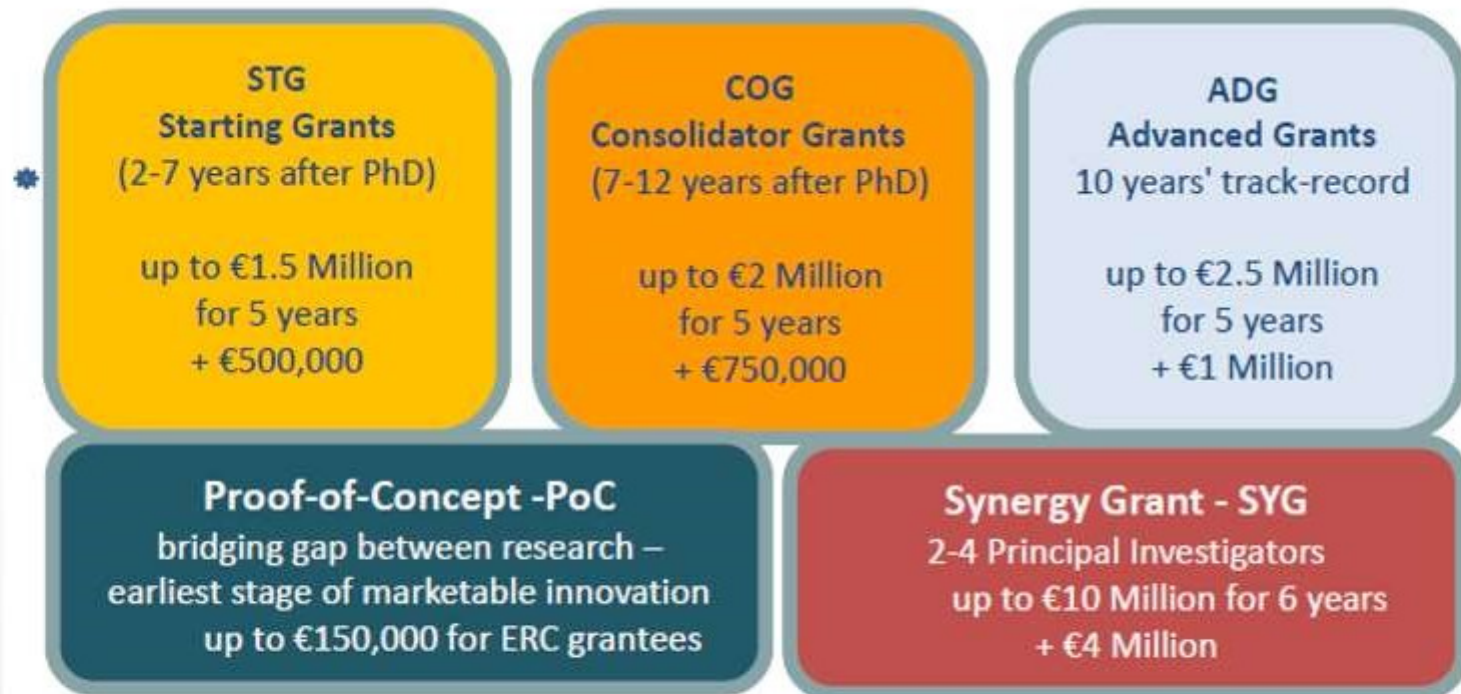 STG
Starting Grants
(2-7 years after PhD)
up to €1.5 Million
for 5 years
+ €500,000
COG
Consolidator Grants
(7-12 years after PhD)
up to €2 Million
for 5 years
+ €750,000
ADG
Advanced Grants
10 years' track-record
up to €2.5 Million
for 5 years
+ €1 Million
Proof-of-Concept -PoC
bridging gap between research –
earliest stage of marketable innovation
up to €150,000 for ERC grantees
Synergy Grant - SYG
2-4 Principal Investigators
up to €10 Million for 6 years
+ €4 Million